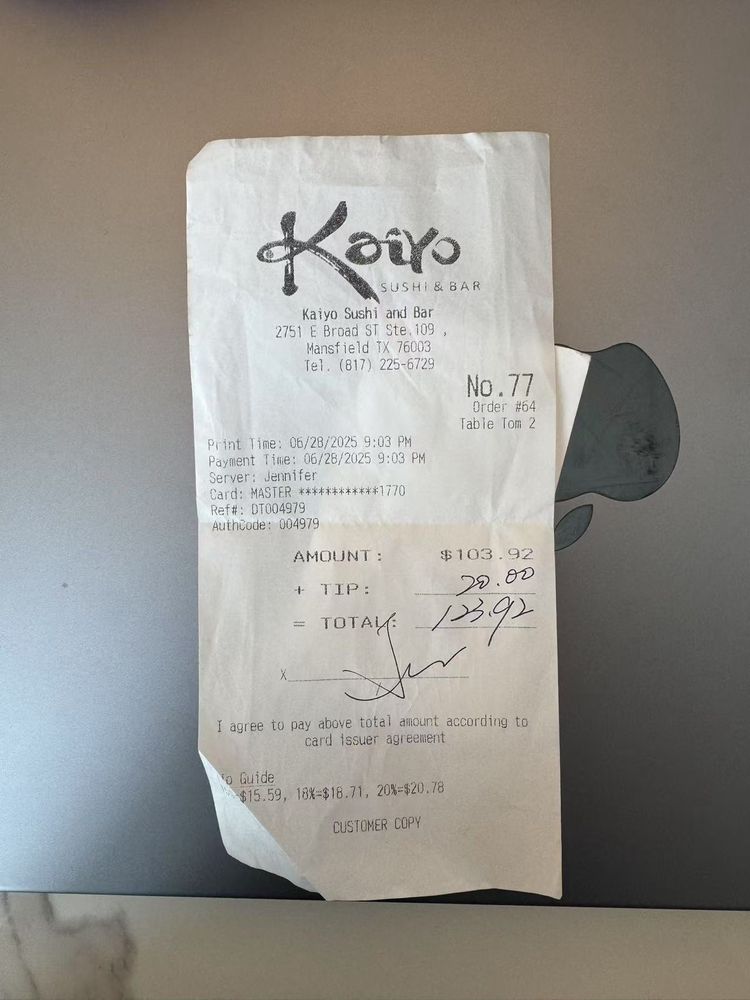 Kaiyo
SUSHI & BAR
Kaiyo Sushi and Bar
2751 E Broad ST Ste.109 ,
Mansfield TX 76003
Tel. (817) 225-6729
No.77
Order #64
Table Tom 2
Print Time: 06/28/2025 9:03 PM
Payment Time: 06/28/2025 9:03 PM
Server: Jennifer
Card: MASTER ************1770
Ref#: DT004979
AuthCode: 004979
AMOUNT: $103.92
+ TIP: 20.00
= TOTAL: 123.92
X
I agree to pay above total amount according to
card issuer agreement
Guide
=$15.59, 18%=$18.71, 20%=$20.78
CUSTOMER COPY